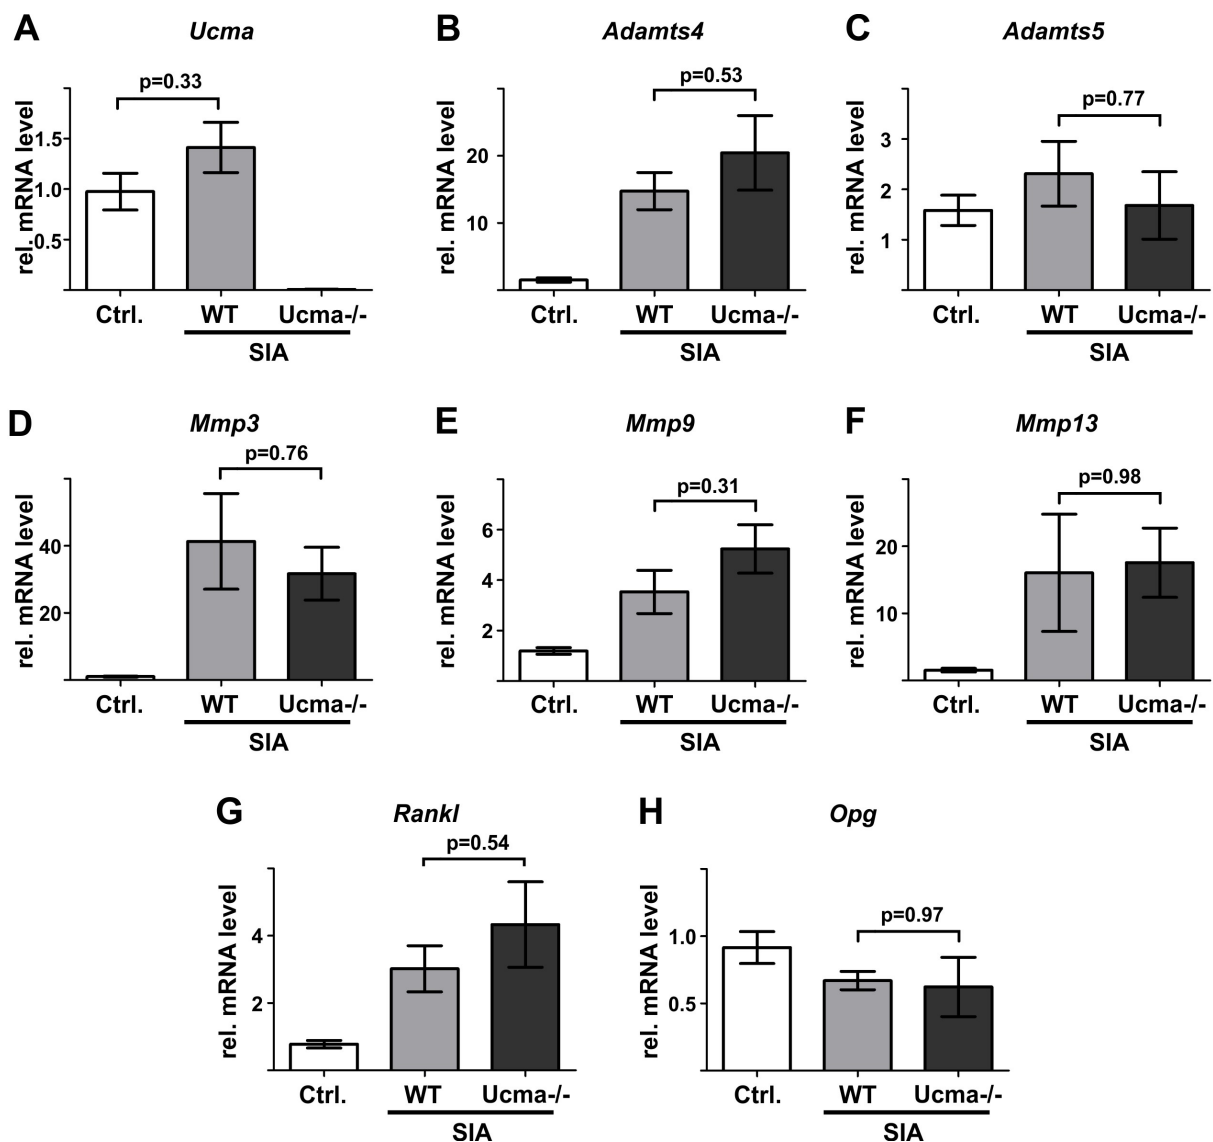 A
Ucma
p=0.33
rel. mRNA level
1.5
1.0
0.5
Ctrl.
WT
Ucma-/-
SIA
B
Adamts4
p=0.53
rel. mRNA level
20
10
Ctrl.
WT
Ucma-/-
SIA
C
Adamts5
p=0.77
rel. mRNA level
3
2
1
Ctrl.
WT
Ucma-/-
SIA
D
Mmp3
p=0.76
rel. mRNA level
40
20
Ctrl.
WT
Ucma-/-
SIA
E
Mmp9
p=0.31
rel. mRNA level
6
4
2
Ctrl.
WT
Ucma-/-
SIA
F
Mmp13
p=0.98
rel. mRNA level
20
10
Ctrl.
WT
Ucma-/-
SIA
G
Rankl
p=0.54
rel. mRNA level
4
2
Ctrl.
WT
Ucma-/-
SIA
H
Opg
p=0.97
rel. mRNA level
1.0
0.5
Ctrl.
WT
Ucma-/-
SIA